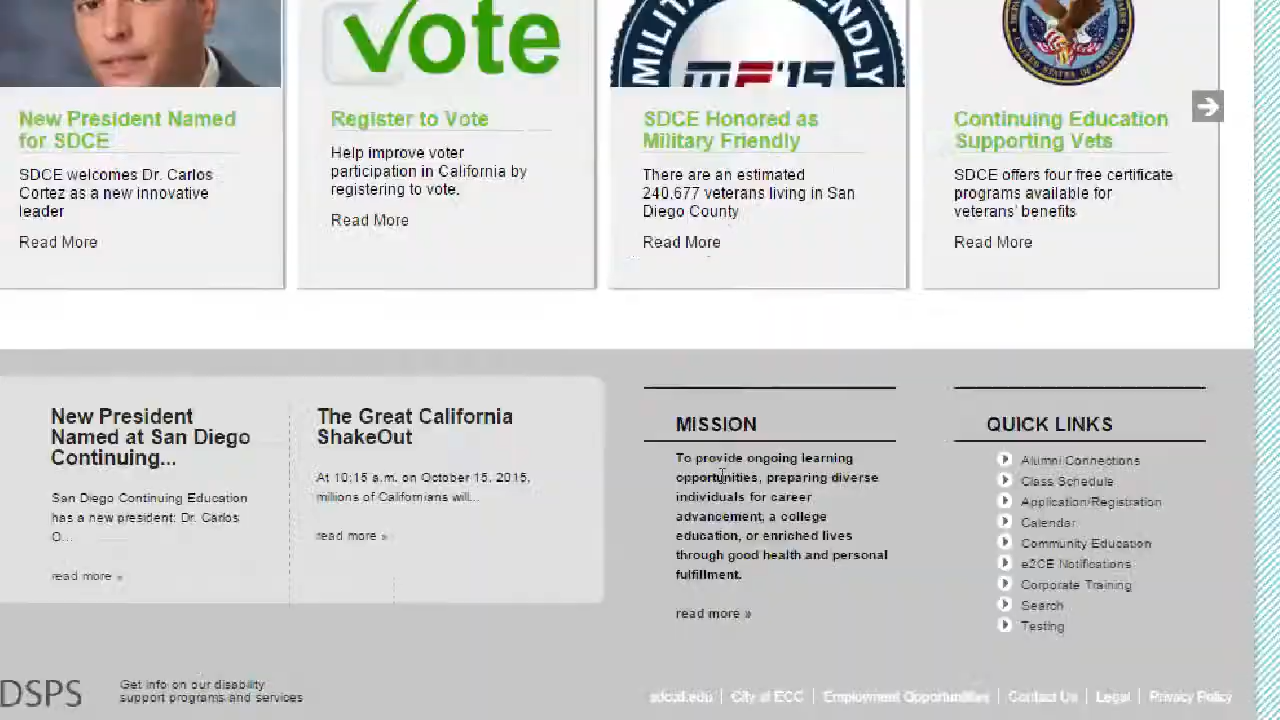 vote
MILITARY FRIENDLY
MF'15
New President Named
for SDCE
SDCE welcomes Dr. Carlos
Cortez as a new innovative
leader
Read More
Register to Vote
Help improve voter
participation in California by
registering to vote.
Read More
SDCE Honored as
Military Friendly
There are an estimated
240,677 veterans living in San
Diego County
Read More
Continuing Education
Supporting Vets
SDCE offers four free certificate
programs available for
veterans' benefits
Read More
New President
Named at San Diego
Continuing...
San Diego Continuing Education
has a new president: Dr. Carlos
O...
read more »
The Great California
ShakeOut
At 10:15 a.m. on October 15, 2015,
millions of Californians will...
read more »
MISSION
To provide ongoing learning
opportunities, preparing diverse
individuals for career
advancement, a college
education, or enriched lives
through good health and personal
fulfillment.
read more »
QUICK LINKS
Alumni Connections
Class Schedule
Application/Registration
Calendar
Community Education
e2CE Notifications
Corporate Training
Search
Testing
DSPS
Get info on our disability
support programs and services
sdccd.edu | City of ECC | Employment Opportunities | Contact Us | Legal | Privacy Policy